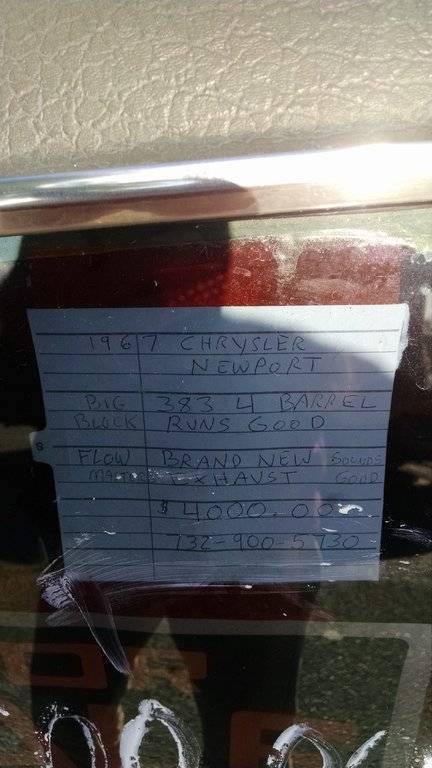 1967 CHRYSLER
NEWPORT
BIG 383 4 BARREL
BLOCK RUNS GOOD
FLOW BRAND NEW SOUNDS
MASTER EXHAUST GOOD
$4000.00
732-900-5730